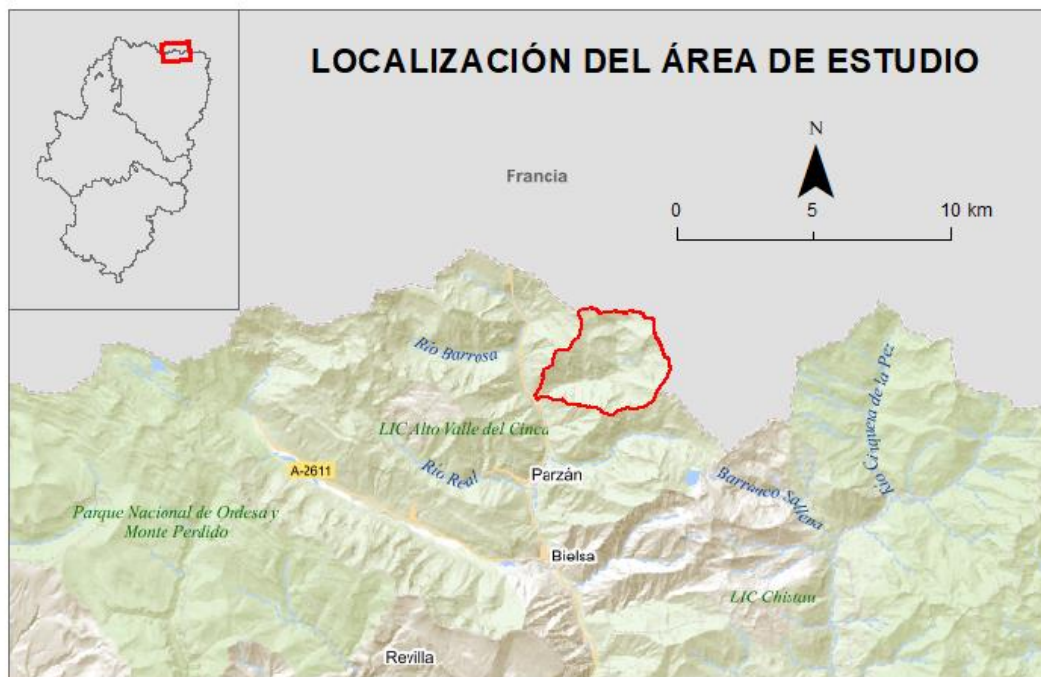 LOCALIZACIÓN DEL ÁREA DE ESTUDIO
N
Francia
0 5 10 km
Río Barrosa
Río Cinqueta de la Pez
LIC Alto Valle del Cinca
A-2611
Río Real
Parzán
Barranco Sallena
Parque Nacional de Ordesa y
Monte Perdido
Bielsa
LIC Chistau
Revilla